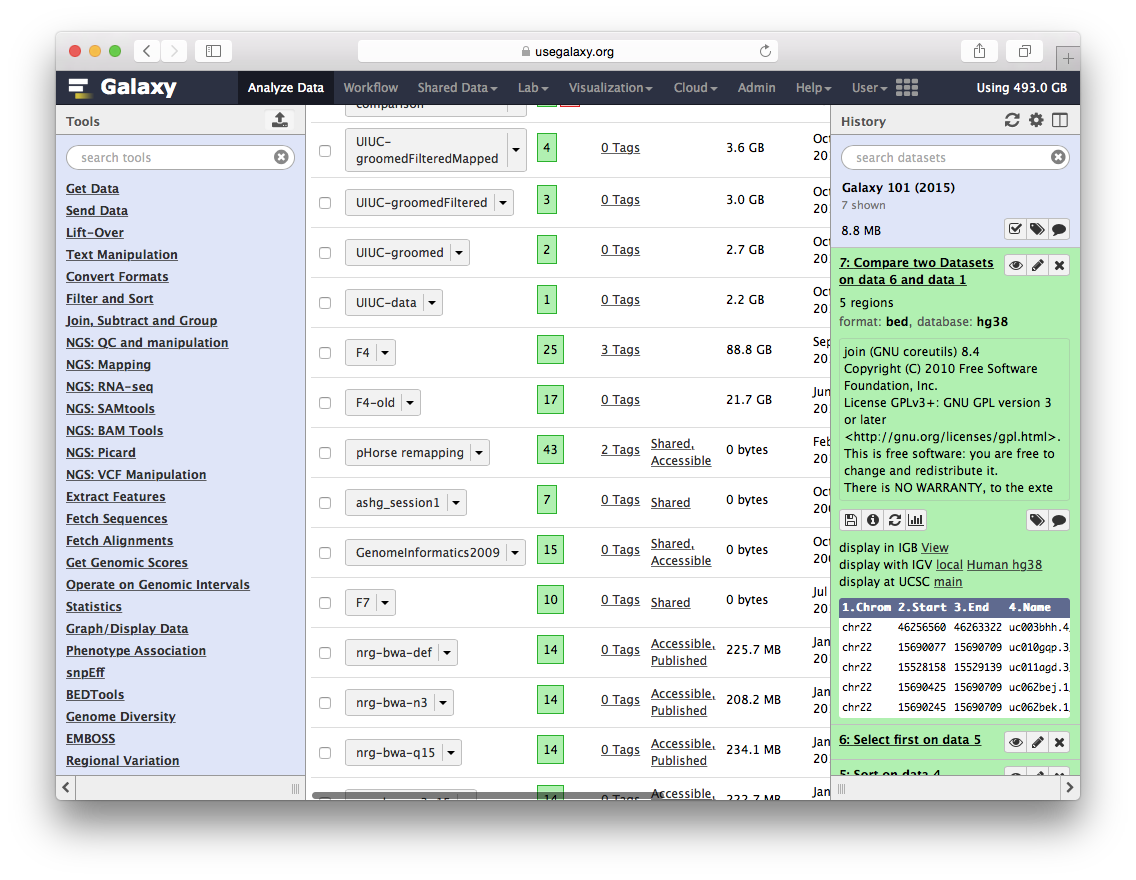 usegalaxy.org
Galaxy
Analyze Data Workflow Shared Data Lab Visualization Cloud Admin Help User Using 493.0 GB
Tools
search tools
Get Data
Send Data
Lift-Over
Text Manipulation
Convert Formats
Filter and Sort
Join, Subtract and Group
NGS: QC and manipulation
NGS: Mapping
NGS: RNA-seq
NGS: SAMtools
NGS: BAM Tools
NGS: Picard
NGS: VCF Manipulation
Extract Features
Fetch Sequences
Fetch Alignments
Get Genomic Scores
Operate on Genomic Intervals
Statistics
Graph/Display Data
Phenotype Association
snpEff
BEDTools
Genome Diversity
EMBOSS
Regional Variation
comparison
UIUC-
groomedFilteredMapped 4 0 Tags 3.6 GB Oct
20
UIUC-groomedFiltered 3 0 Tags 3.0 GB Oct
20
UIUC-groomed 2 0 Tags 2.7 GB Oct
20
UIUC-data 1 0 Tags 2.2 GB Oct
20
F4 25 3 Tags 88.8 GB Sep
20
F4-old 17 0 Tags 21.7 GB Jun
20
pHorse remapping 43 2 Tags Shared, 0 bytes Feb
Accessible 20
ashg_session1 7 0 Tags Shared 0 bytes Oct
200
GenomeInformatics2009 15 0 Tags Shared, 0 bytes Oct
Accessible 200
F7 10 0 Tags Shared 0 bytes Jul
200
nrg-bwa-def 14 0 Tags Accessible, 225.7 MB Jan
Published 20
nrg-bwa-n3 14 0 Tags Accessible, 208.2 MB Jan
Published 20
nrg-bwa-q15 14 0 Tags Accessible, 234.1 MB Jan
Published 20
14 0 Tags Accessible, 222.7 MB Jan
History
search datasets
Galaxy 101 (2015)
7 shown
8.8 MB
7: Compare two Datasets
on data 6 and data 1
5 regions
format: bed, database: hg38
join (GNU coreutils) 8.4
Copyright (C) 2010 Free Software
Foundation, Inc.
License GPLv3+: GNU GPL version 3
or later
<http://gnu.org/licenses/gpl.html>.
This is free software: you are free to
change and redistribute it.
There is NO WARRANTY, to the exte
display in IGB View
display with IGV local Human hg38
display at UCSC main
1.Chrom 2.Start 3.End 4.Name
chr22 46256560 46263322 uc003bhh.4
chr22 15690077 15690709 uc010gqp.3
chr22 15528158 15529139 uc011agd.3
chr22 15690425 15690709 uc062bej.1
chr22 15690245 15690709 uc062bek.1
6: Select first on data 5
5: Sort on data 4